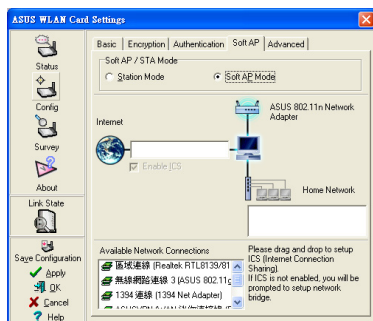 ASUS WLAN Card Settings
Status
Config
Survey
About
Link State
Save Configuration
Apply
OK
Cancel
Help
Basic
Encryption
Authentication
Soft AP
Advanced
Soft AP / STA Mode
Station Mode
Soft AP Mode
ASUS 802.11n Network
Adapter
Internet
Enable ICS
Home Network
Available Network Connections
區域連線 (Realtek RTL8139/81
無線網路連線 3 (ASUS 802.11g
1394 連線 (1394 Net Adapter)
Please drag and drop to setup
ICS (Internet Connection
Sharing).
If ICS is not enabled, you will be
prompted to setup network
bridge.